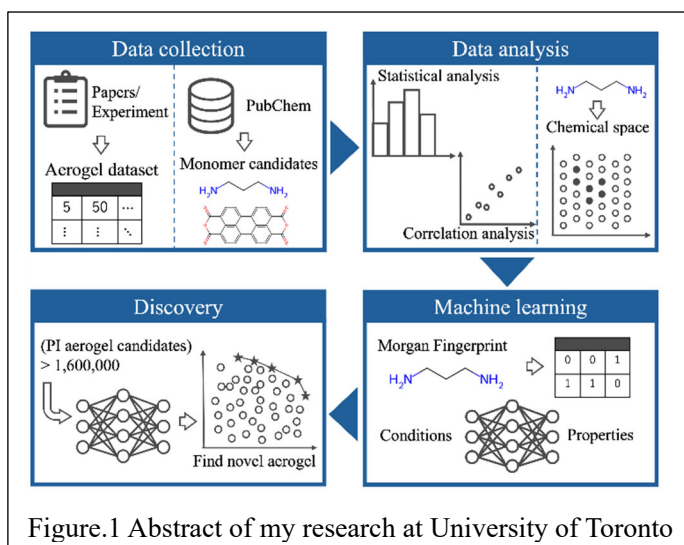 Data collection
Papers/
Experiment
Aerogel dataset
5 50 ...
⋮ ⋮ ⋱
PubChem
Monomer candidates
H₂N NH₂
Data analysis
Statistical analysis
Correlation analysis
H₂N NH₂
Chemical space
Machine learning
Morgan Fingerprint
H₂N NH₂
0 0 1
1 1 0
Conditions
Properties
Discovery
(PI aerogel candidates)
> 1,600,000
Find novel aerogel
Figure.1 Abstract of my research at University of Toronto